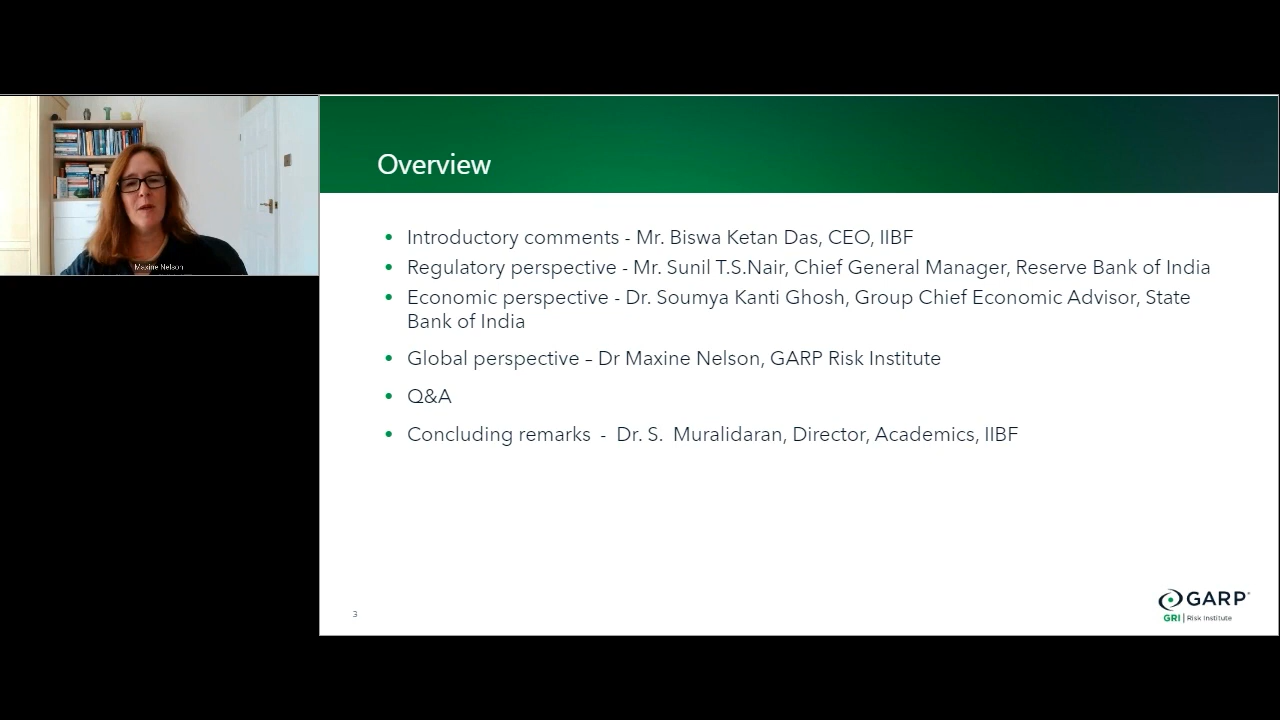 Maxine Nelson
Overview
• Introductory comments - Mr. Biswa Ketan Das, CEO, IIBF
• Regulatory perspective - Mr. Sunil T.S.Nair, Chief General Manager, Reserve Bank of India
• Economic perspective - Dr. Soumya Kanti Ghosh, Group Chief Economic Advisor, State
Bank of India
• Global perspective – Dr Maxine Nelson, GARP Risk Institute
• Q&A
• Concluding remarks  -  Dr. S.  Muralidaran, Director, Academics, IIBF
3
GARP®
GRI | Risk Institute